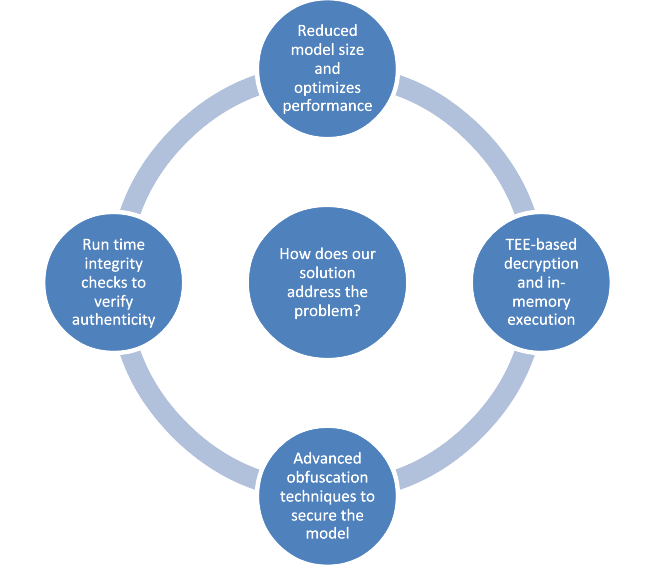 Reduced
model size
and
optimizes
performance
Run time
integrity
checks to
verify
authenticity
How does our
solution
address the
problem?
TEE-based
decryption
and in-
memory
execution
Advanced
obfuscation
techniques to
secure the
model